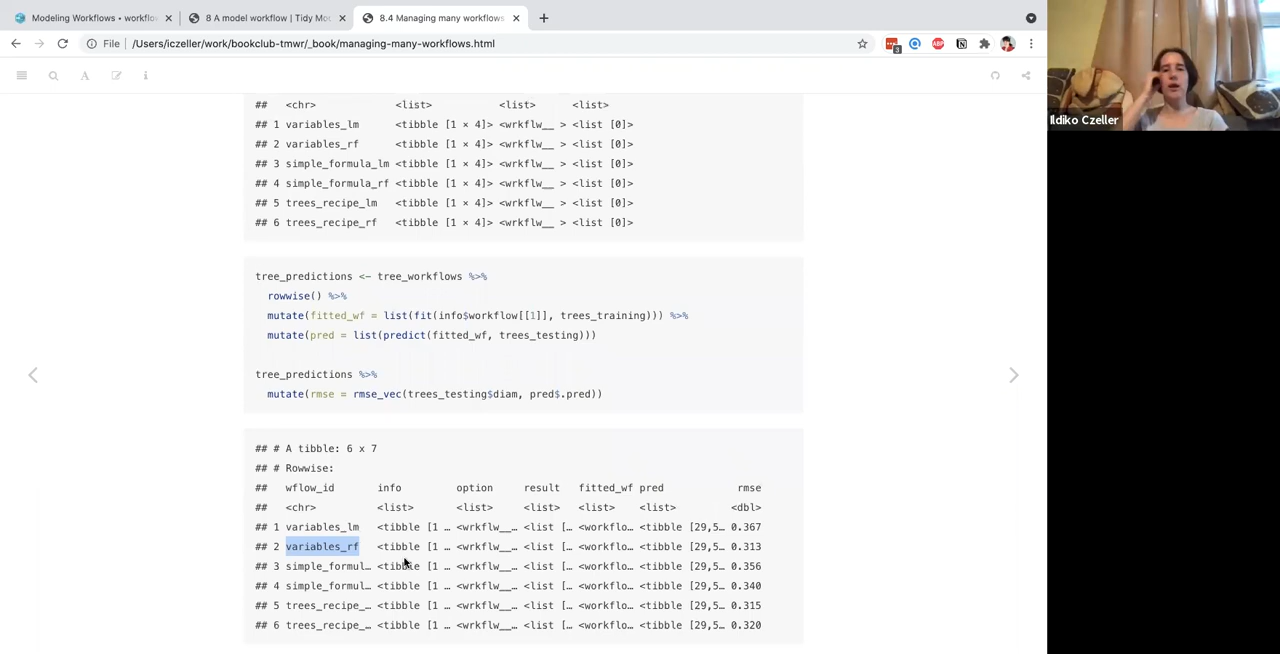 Modeling Workflows • workflow
8 A model workflow | Tidy Mod
8.4 Managing many workflows
File
/Users/iczeller/work/bookclub-tmwr/_book/managing-many-workflows.html
3
ABP
Ildiko Czeller
##   <chr>             <list>         <list>     <list>
## 1 variables_lm      <tibble [1 × 4]> <wrkflw__ > <list [0]>
## 2 variables_rf      <tibble [1 × 4]> <wrkflw__ > <list [0]>
## 3 simple_formula_lm <tibble [1 × 4]> <wrkflw__ > <list [0]>
## 4 simple_formula_rf <tibble [1 × 4]> <wrkflw__ > <list [0]>
## 5 trees_recipe_lm   <tibble [1 × 4]> <wrkflw__ > <list [0]>
## 6 trees_recipe_rf   <tibble [1 × 4]> <wrkflw__ > <list [0]>
tree_predictions <- tree_workflows %>%
  rowwise() %>%
  mutate(fitted_wf = list(fit(info$workflow[[1]], trees_training))) %>%
  mutate(pred = list(predict(fitted_wf, trees_testing)))
tree_predictions %>%
  mutate(rmse = rmse_vec(trees_testing$diam, pred$.pred))
## # A tibble: 6 x 7
## # Rowwise:
##   wflow_id      info        option     result   fitted_wf pred            rmse
##   <chr>         <list>      <list>     <list>   <list>    <list>         <dbl>
## 1 variables_lm  <tibble [1 … <wrkflw__… <list [… <workflo… <tibble [29,5… 0.367
## 2 variables_rf  <tibble [1 … <wrkflw__… <list [… <workflo… <tibble [29,5… 0.313
## 3 simple_formul… <tibble [1 … <wrkflw__… <list [… <workflo… <tibble [29,5… 0.356
## 4 simple_formul… <tibble [1 … <wrkflw__… <list [… <workflo… <tibble [29,5… 0.340
## 5 trees_recipe_… <tibble [1 … <wrkflw__… <list [… <workflo… <tibble [29,5… 0.315
## 6 trees_recipe_… <tibble [1 … <wrkflw__… <list [… <workflo… <tibble [29,5… 0.320